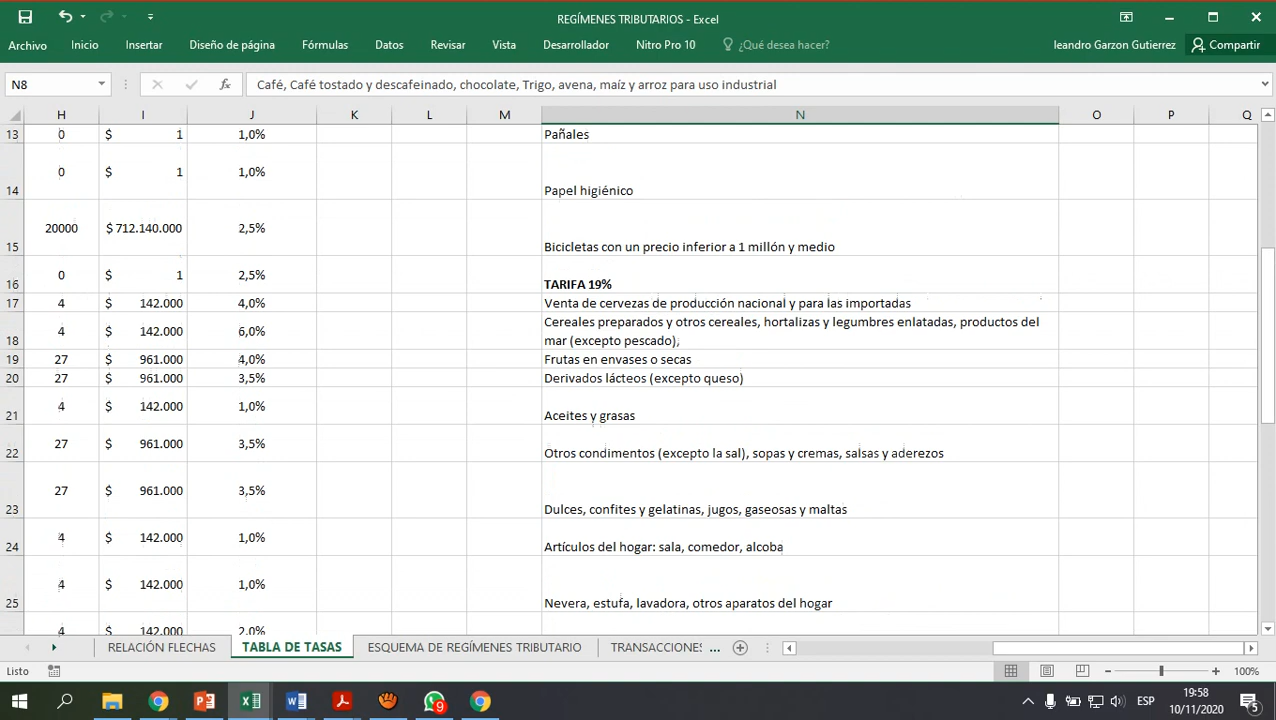 REGÍMENES TRIBUTARIOS - Excel
Archivo Inicio Insertar Diseño de página Fórmulas Datos Revisar Vista Desarrollador Nitro Pro 10 ¿Qué desea hacer? leandro Garzon Gutierrez Compartir
N8 fx Café, Café tostado y descafeinado, chocolate, Trigo, avena, maíz y arroz para uso industrial
H I J K L M N O P Q
13 0 $ 1 1,0% Pañales
14 0 $ 1 1,0% Papel higiénico
15 20000 $ 712.140.000 2,5% Bicicletas con un precio inferior a 1 millón y medio
16 0 $ 1 2,5% TARIFA 19%
17 4 $ 142.000 4,0% Venta de cervezas de producción nacional y para las importadas
18 4 $ 142.000 6,0% Cereales preparados y otros cereales, hortalizas y legumbres enlatadas, productos del
mar (excepto pescado),
19 27 $ 961.000 4,0% Frutas en envases o secas
20 27 $ 961.000 3,5% Derivados lácteos (excepto queso)
21 4 $ 142.000 1,0% Aceites y grasas
22 27 $ 961.000 3,5% Otros condimentos (excepto la sal), sopas y cremas, salsas y aderezos
23 27 $ 961.000 3,5% Dulces, confites y gelatinas, jugos, gaseosas y maltas
24 4 $ 142.000 1,0% Artículos del hogar: sala, comedor, alcoba
25 4 $ 142.000 1,0% Nevera, estufa, lavadora, otros aparatos del hogar
4 $ 142.000 2,0%
RELACIÓN FLECHAS TABLA DE TASAS ESQUEMA DE REGÍMENES TRIBUTARIO TRANSACCIONES ...
Listo 100%
9 ESP 19:58
10/11/2020 5